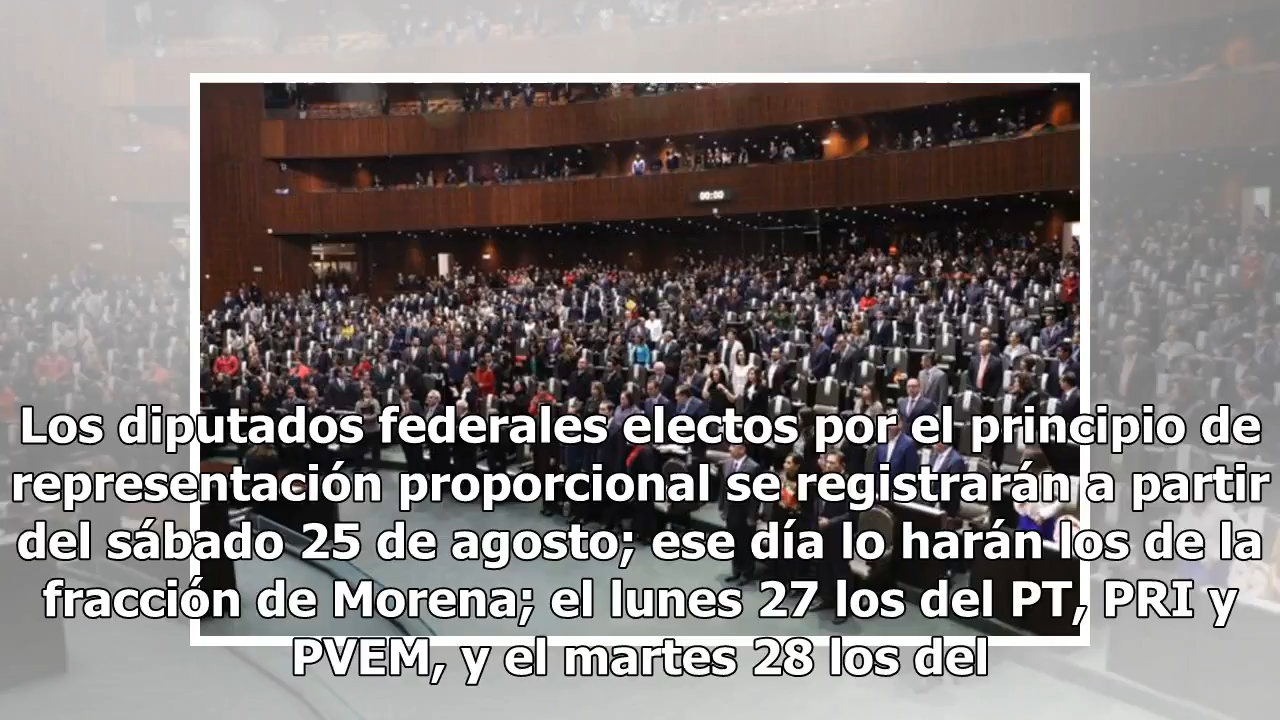 00:00
Los diputados federales electos por el principio de
representación proporcional se registrarán a partir
del sábado 25 de agosto; ese día lo harán los de la
fracción de Morena; el lunes 27 los del PT, PRI y
PVEM, y el martes 28 los del